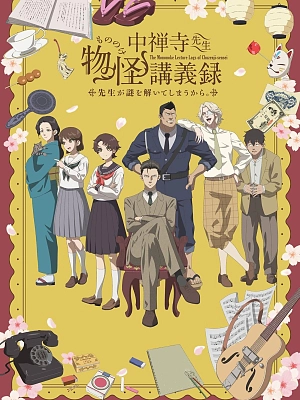 中禅寺先生
The Mononoke Lecture Logs of Chuzenji-sensei
もののけ
物怪講義録
先生が謎を解いてしまうから。